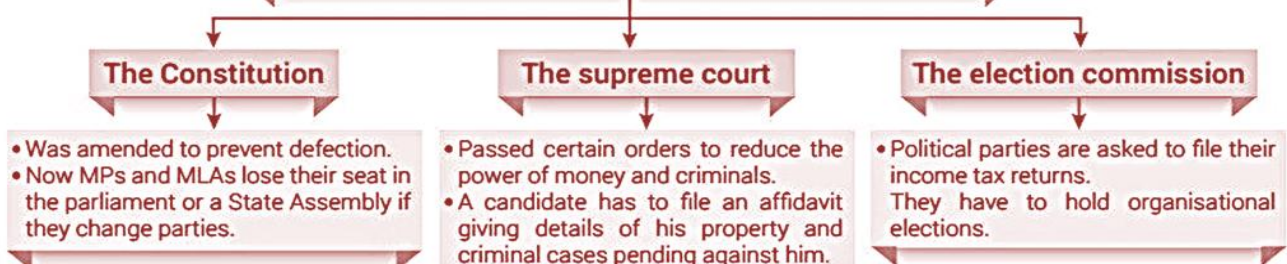 The Constitution
• Was amended to prevent defection.
• Now MPs and MLAs lose their seat in
the parliament or a State Assembly if
they change parties.
The supreme court
• Passed certain orders to reduce the
power of money and criminals.
• A candidate has to file an affidavit
giving details of his property and
criminal cases pending against him.
The election commission
• Political parties are asked to file their
income tax returns.
They have to hold organisational
elections.